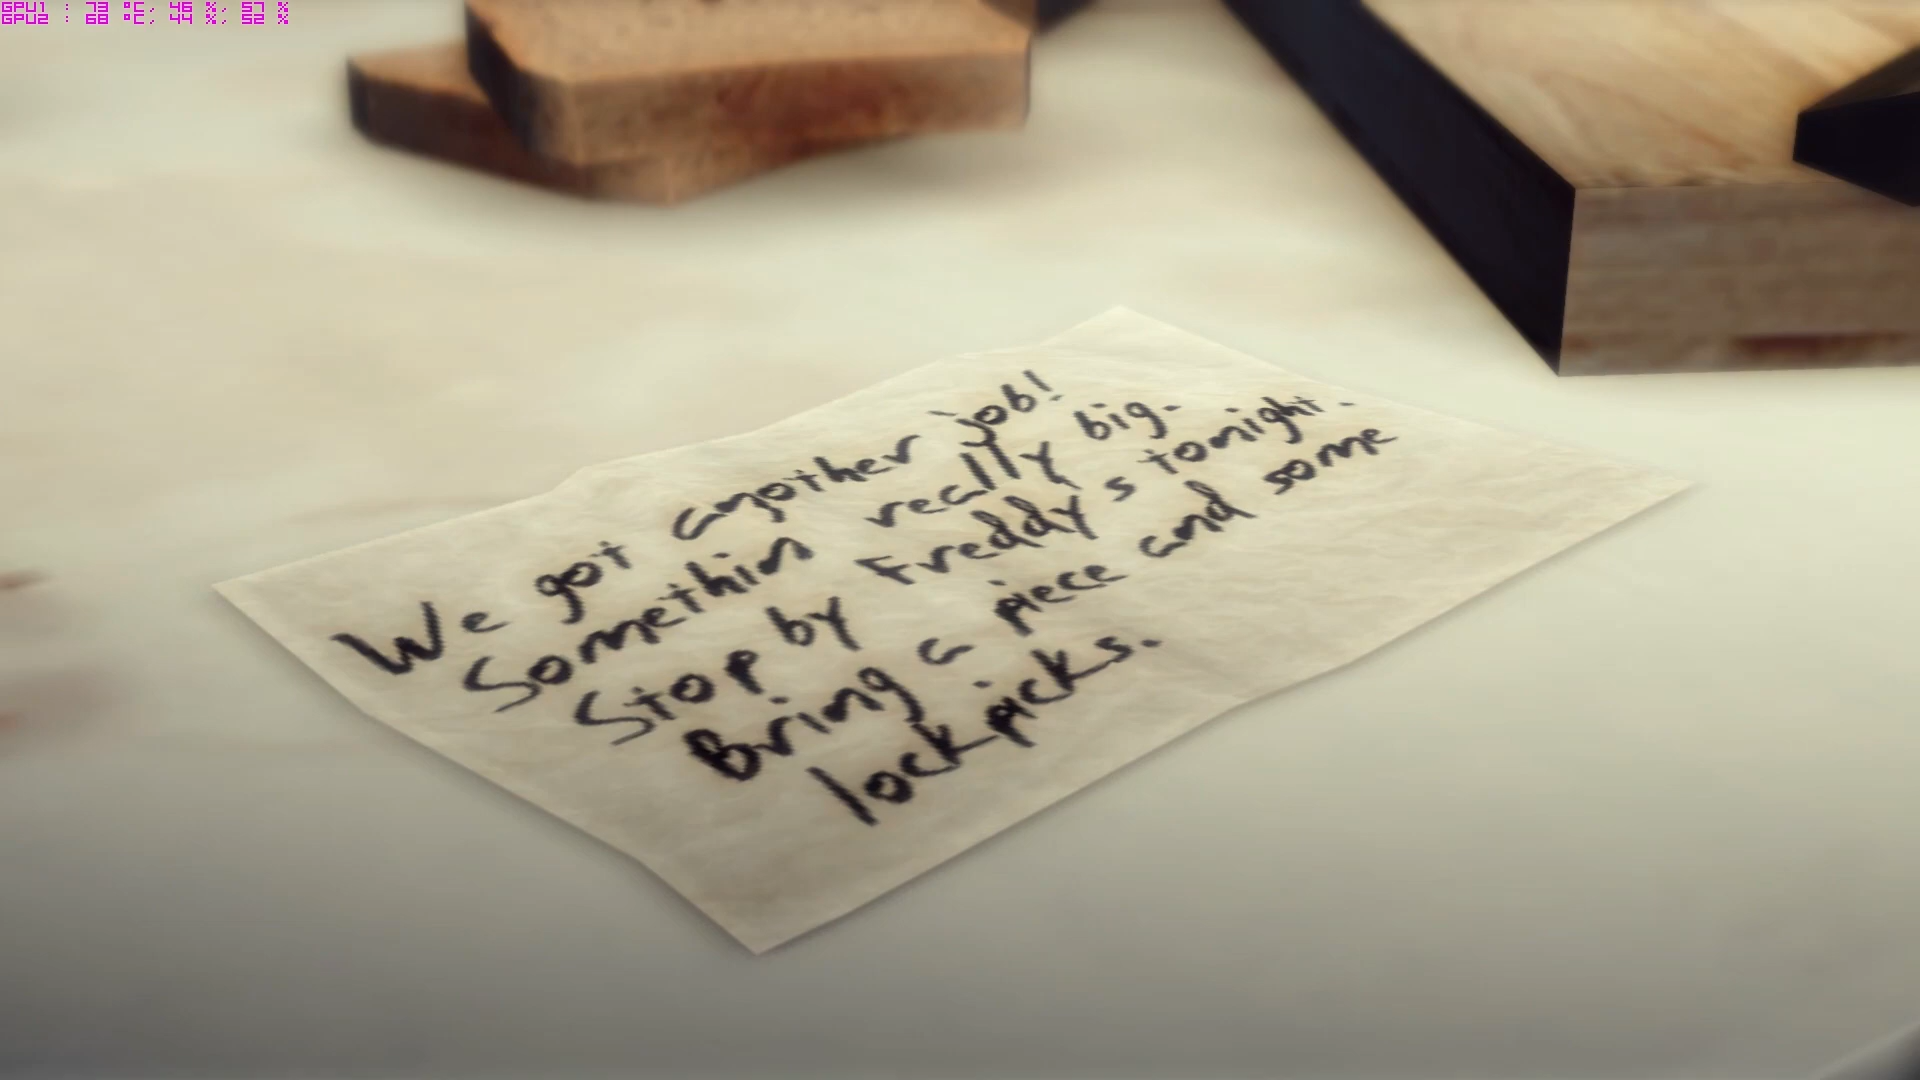 GPU1 : 73 °C, 46 %, 57 %
GPU2 : 68 °C, 44 %, 52 %
We got another job!
Somethin really big.
Stop by Freddy's tonight.
Bring a piece and some
lockpicks.